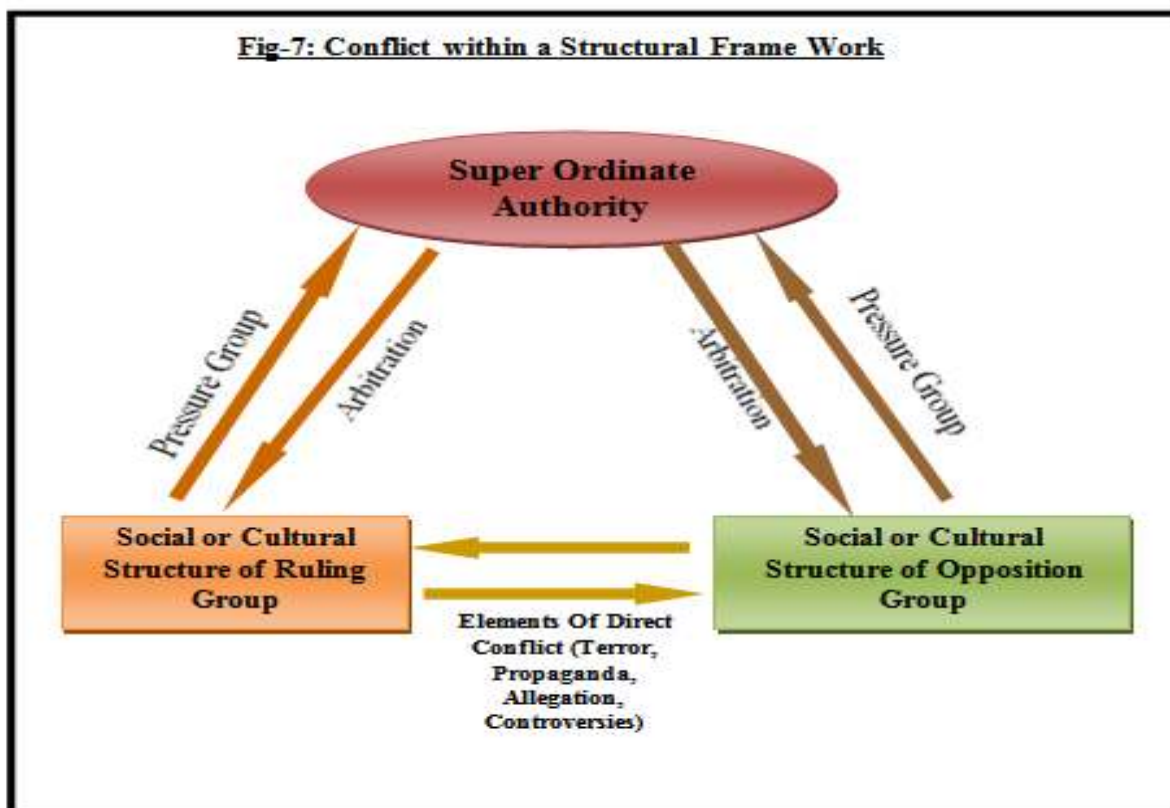 Fig-7: Conflict within a Structural Frame Work
Super Ordinate
Authority
Pressure Group
Arbitration
Arbitration
Pressure Group
Social or Cultural
Structure of Ruling
Group
Social or Cultural
Structure of Opposition
Group
Elements Of Direct
Conflict (Terror,
Propaganda,
Allegation,
Controversies)